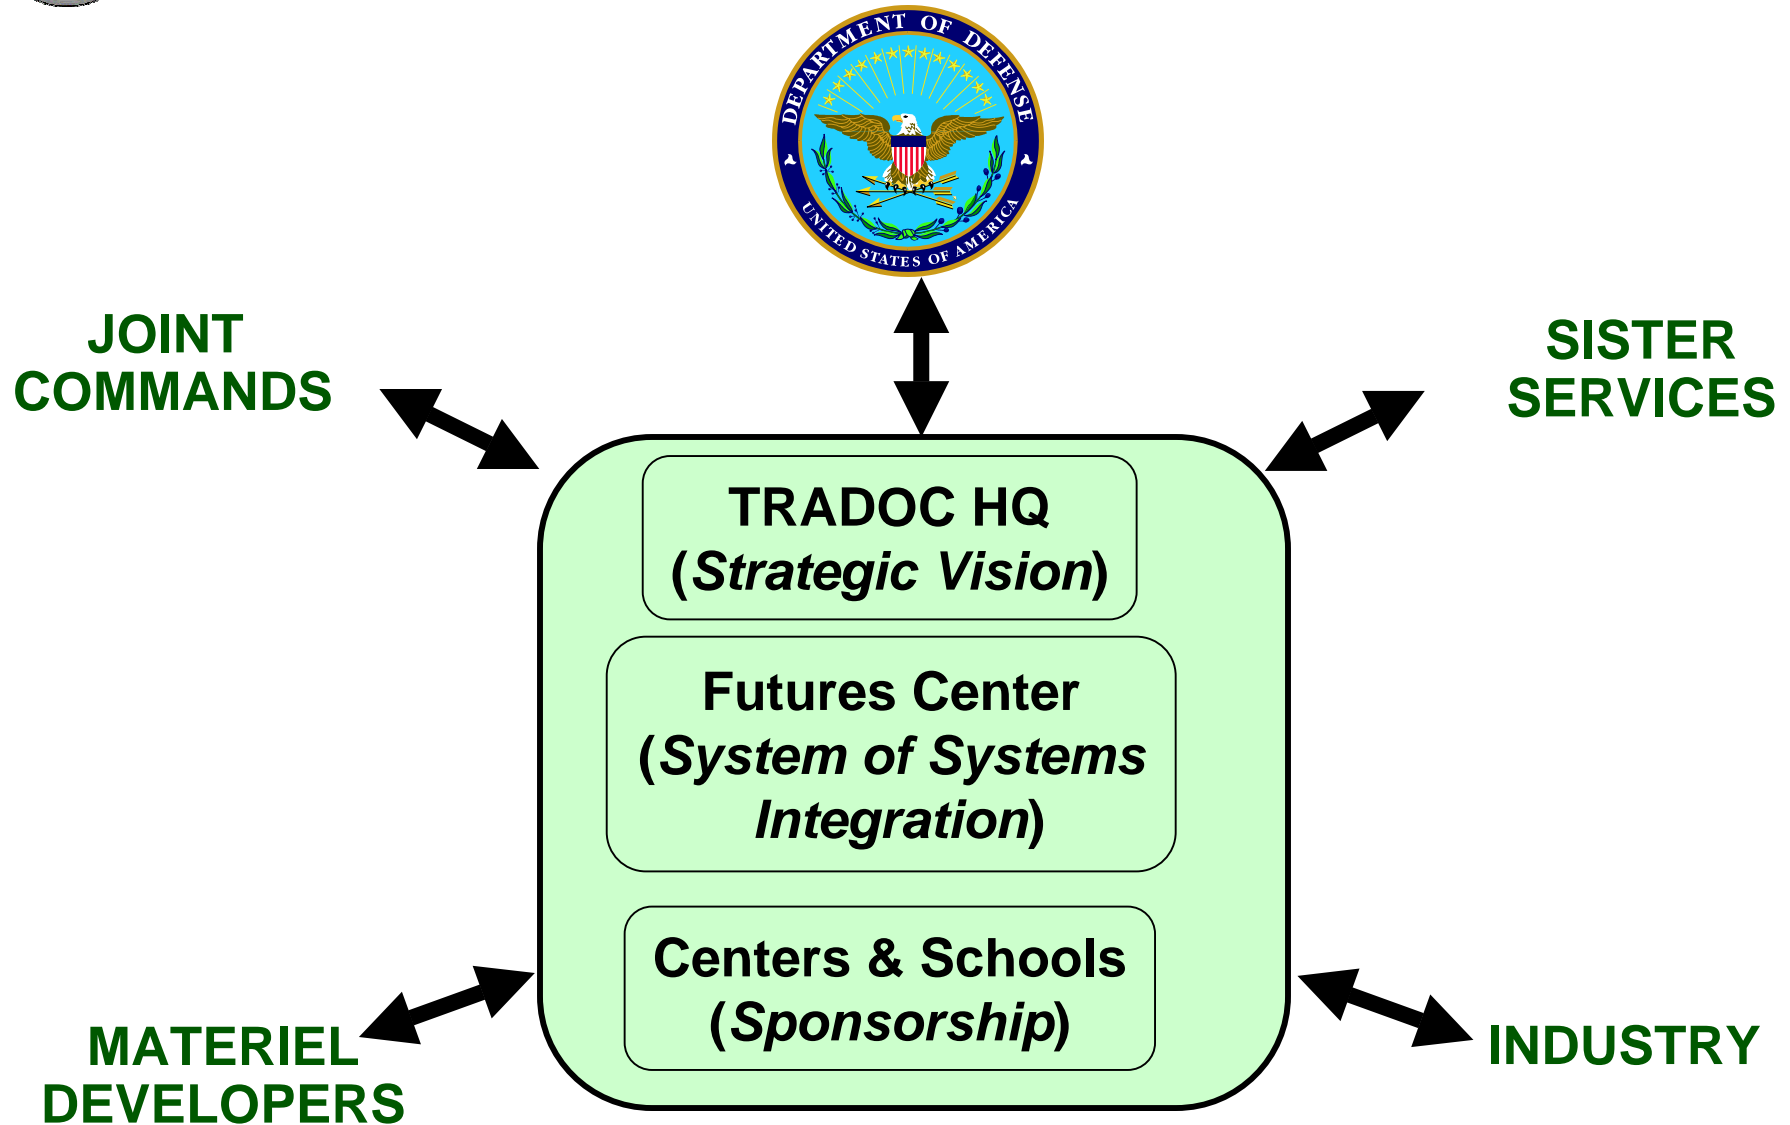 DEPARTMENT OF DEFENSE
UNITED STATES OF AMERICA
JOINT
COMMANDS
SISTER
SERVICES
TRADOC HQ
(Strategic Vision)
Futures Center
(System of Systems
Integration)
Centers & Schools
(Sponsorship)
MATERIEL
DEVELOPERS
INDUSTRY